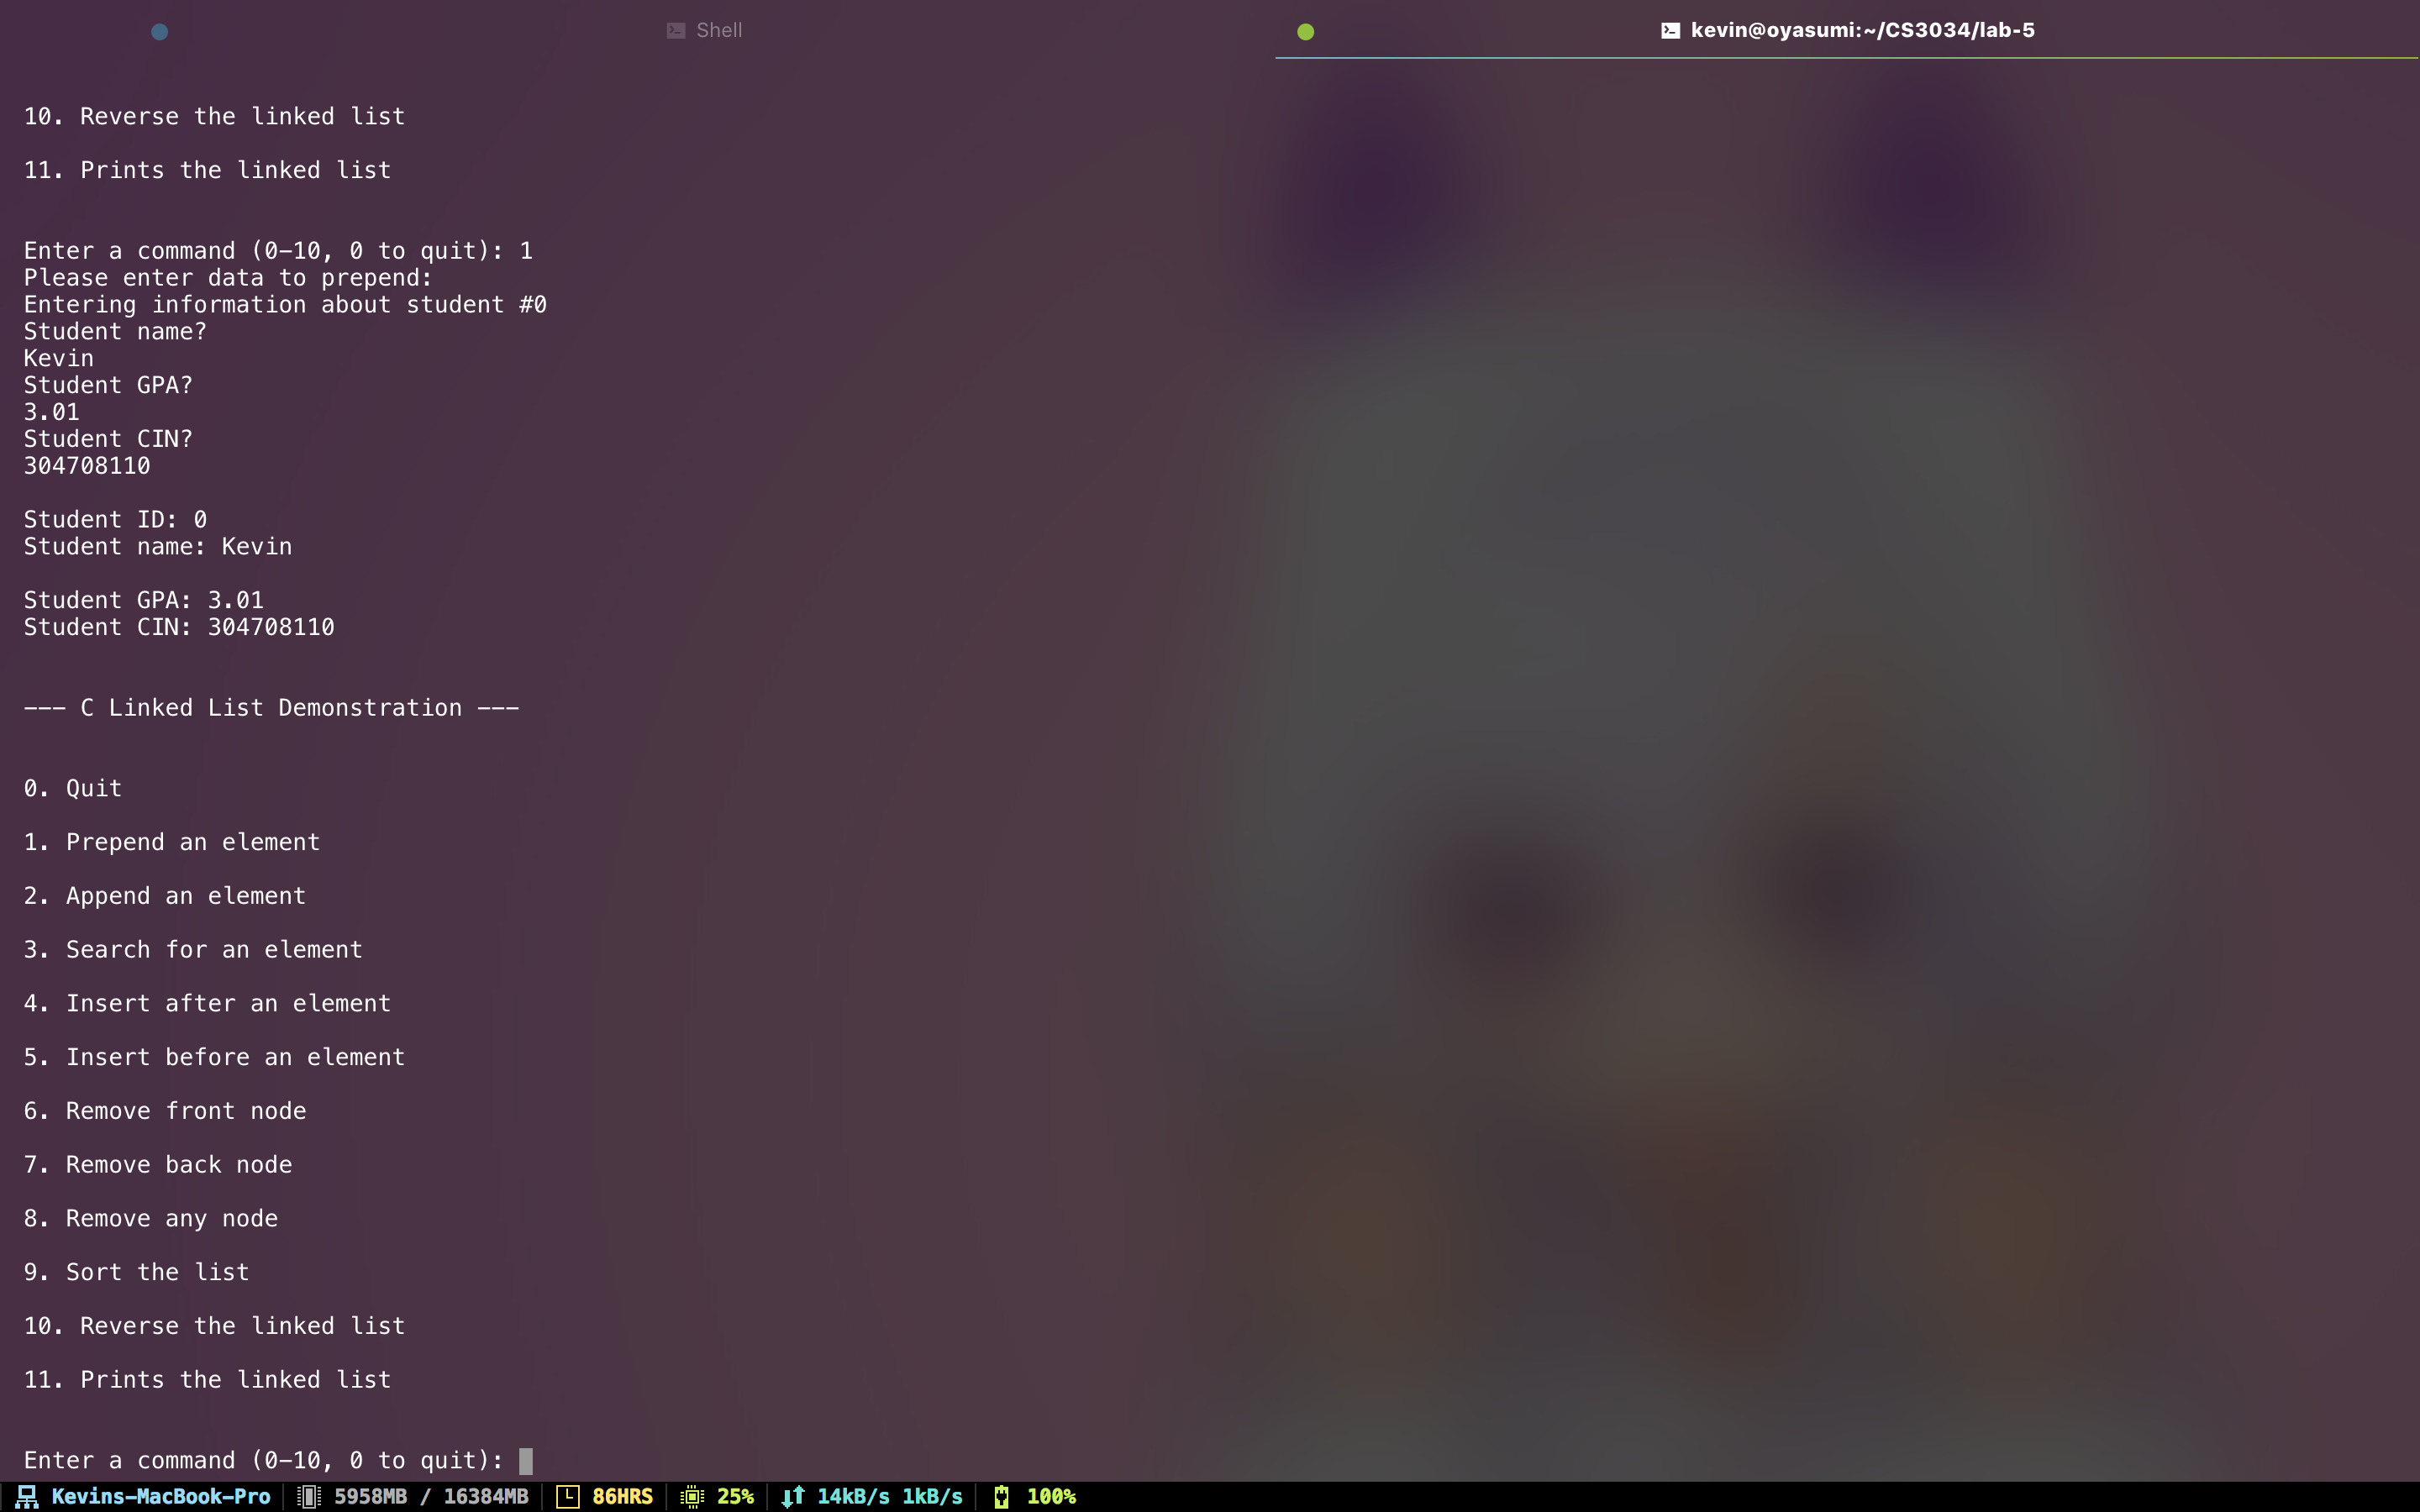 Shell
kevin@oyasumi:~/CS3034/lab-5
10. Reverse the linked list
11. Prints the linked list
Enter a command (0-10, 0 to quit): 1
Please enter data to prepend:
Entering information about student #0
Student name?
Kevin
Student GPA?
3.01
Student CIN?
304708110
Student ID: 0
Student name: Kevin
Student GPA: 3.01
Student CIN: 304708110
--- C Linked List Demonstration ---
0. Quit
1. Prepend an element
2. Append an element
3. Search for an element
4. Insert after an element
5. Insert before an element
6. Remove front node
7. Remove back node
8. Remove any node
9. Sort the list
10. Reverse the linked list
11. Prints the linked list
Enter a command (0-10, 0 to quit):
Kevins-MacBook-Pro 5958MB / 16384MB 86HRS 25% 14kB/s 1kB/s 100%